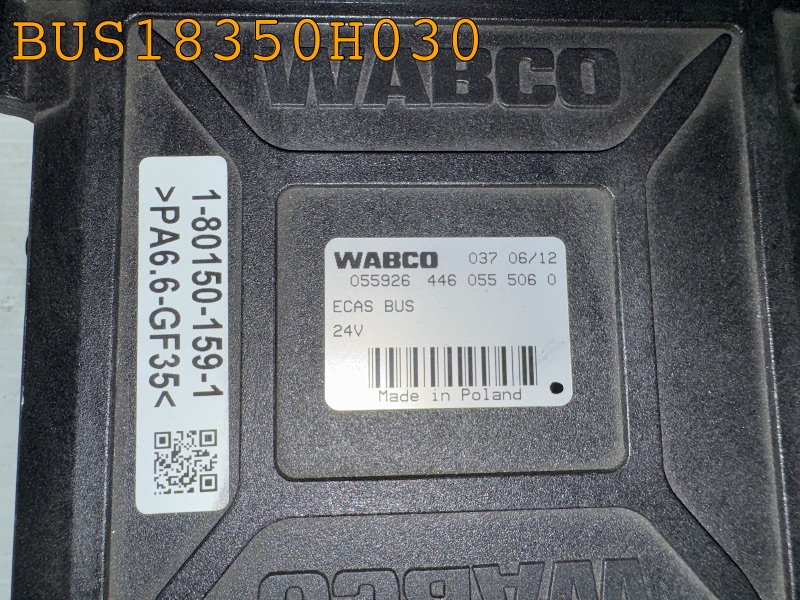 BUS18350H030
WABCO
1-80150-159-1
>PA6.6-GF35<
WABCO 037 06/12
055926 446 055 506 0
ECAS BUS
24V
Made in Poland
WABCO